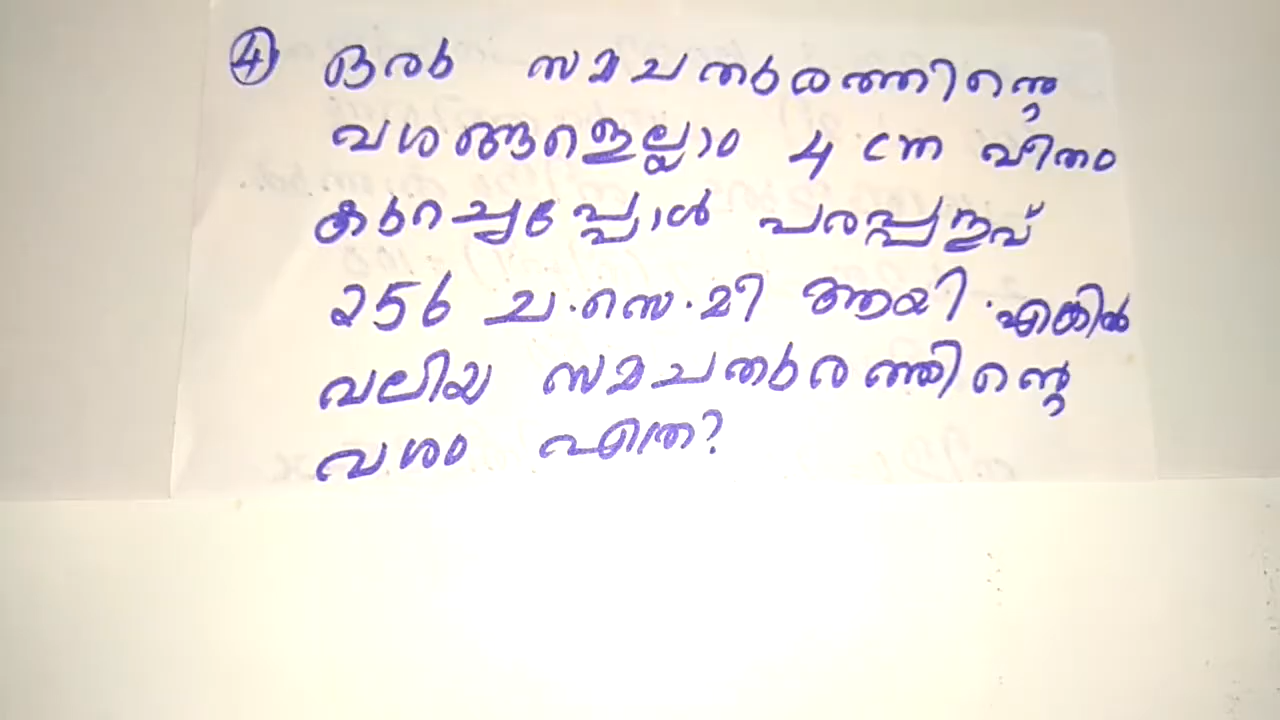 ④ ഒരു സമചതുരത്തിന്റെ
വശങ്ങളെല്ലാം 4 cm വീതം
കുറച്ചപ്പോൾ പരപ്പളവ്
256 ച.സെ.മീ ആയി. എങ്കിൽ
വലിയ സമചതുരത്തിന്റെ
വശം എത്ര?